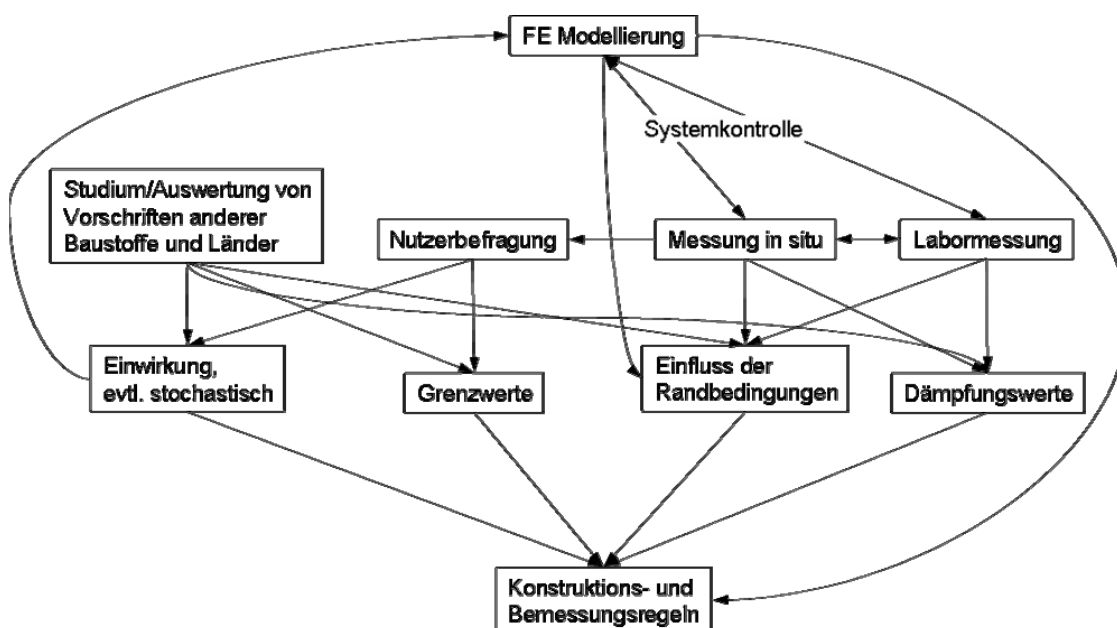 FE Modellierung
Systemkontrolle
Studium/Auswertung von
Vorschriften anderer
Baustoffe und Länder
Nutzerbefragung
Messung in situ
Labormessung
Einwirkung,
evtl. stochastisch
Grenzwerte
Einfluss der
Randbedingungen
Dämpfungswerte
Konstruktions- und
Bemessungsregeln